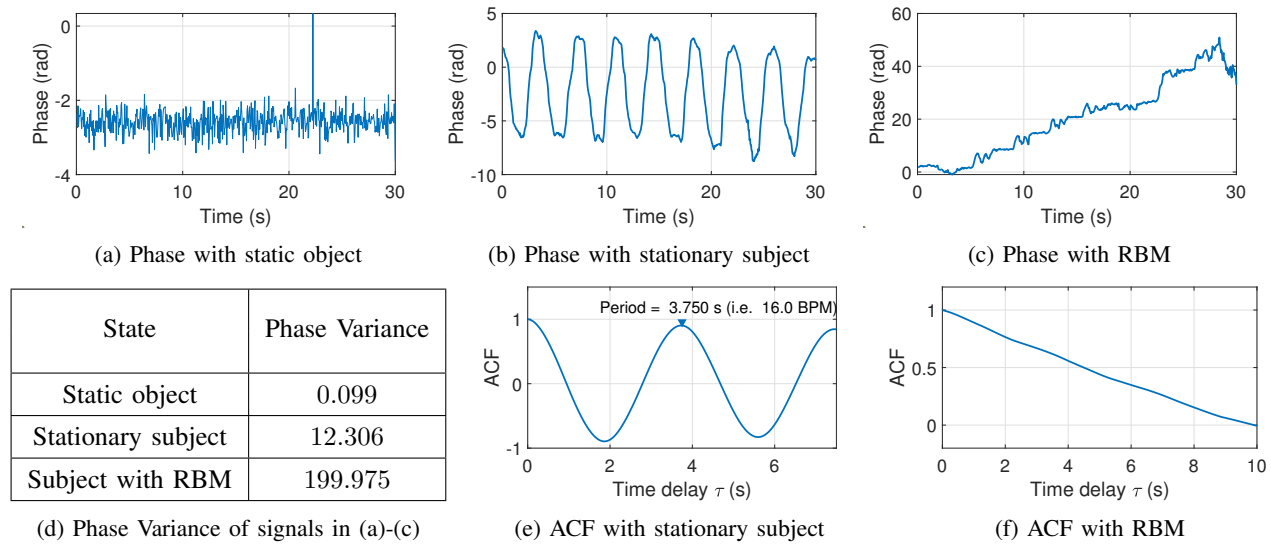 0
-2
-4
Phase (rad)
0 10 20 30
Time (s)
(a) Phase with static object
5
0
-5
-10
Phase (rad)
0 10 20 30
Time (s)
(b) Phase with stationary subject
60
40
20
0
Phase (rad)
0 10 20 30
Time (s)
(c) Phase with RBM
State Phase Variance
Static object 0.099
Stationary subject 12.306
Subject with RBM 199.975
(d) Phase Variance of signals in (a)-(c)
Period = 3.750 s (i.e. 16.0 BPM)
1
0
-1
ACF
0 2 4 6
Time delay τ (s)
(e) ACF with stationary subject
1
0.5
0
ACF
0 2 4 6 8 10
Time delay τ (s)
(f) ACF with RBM